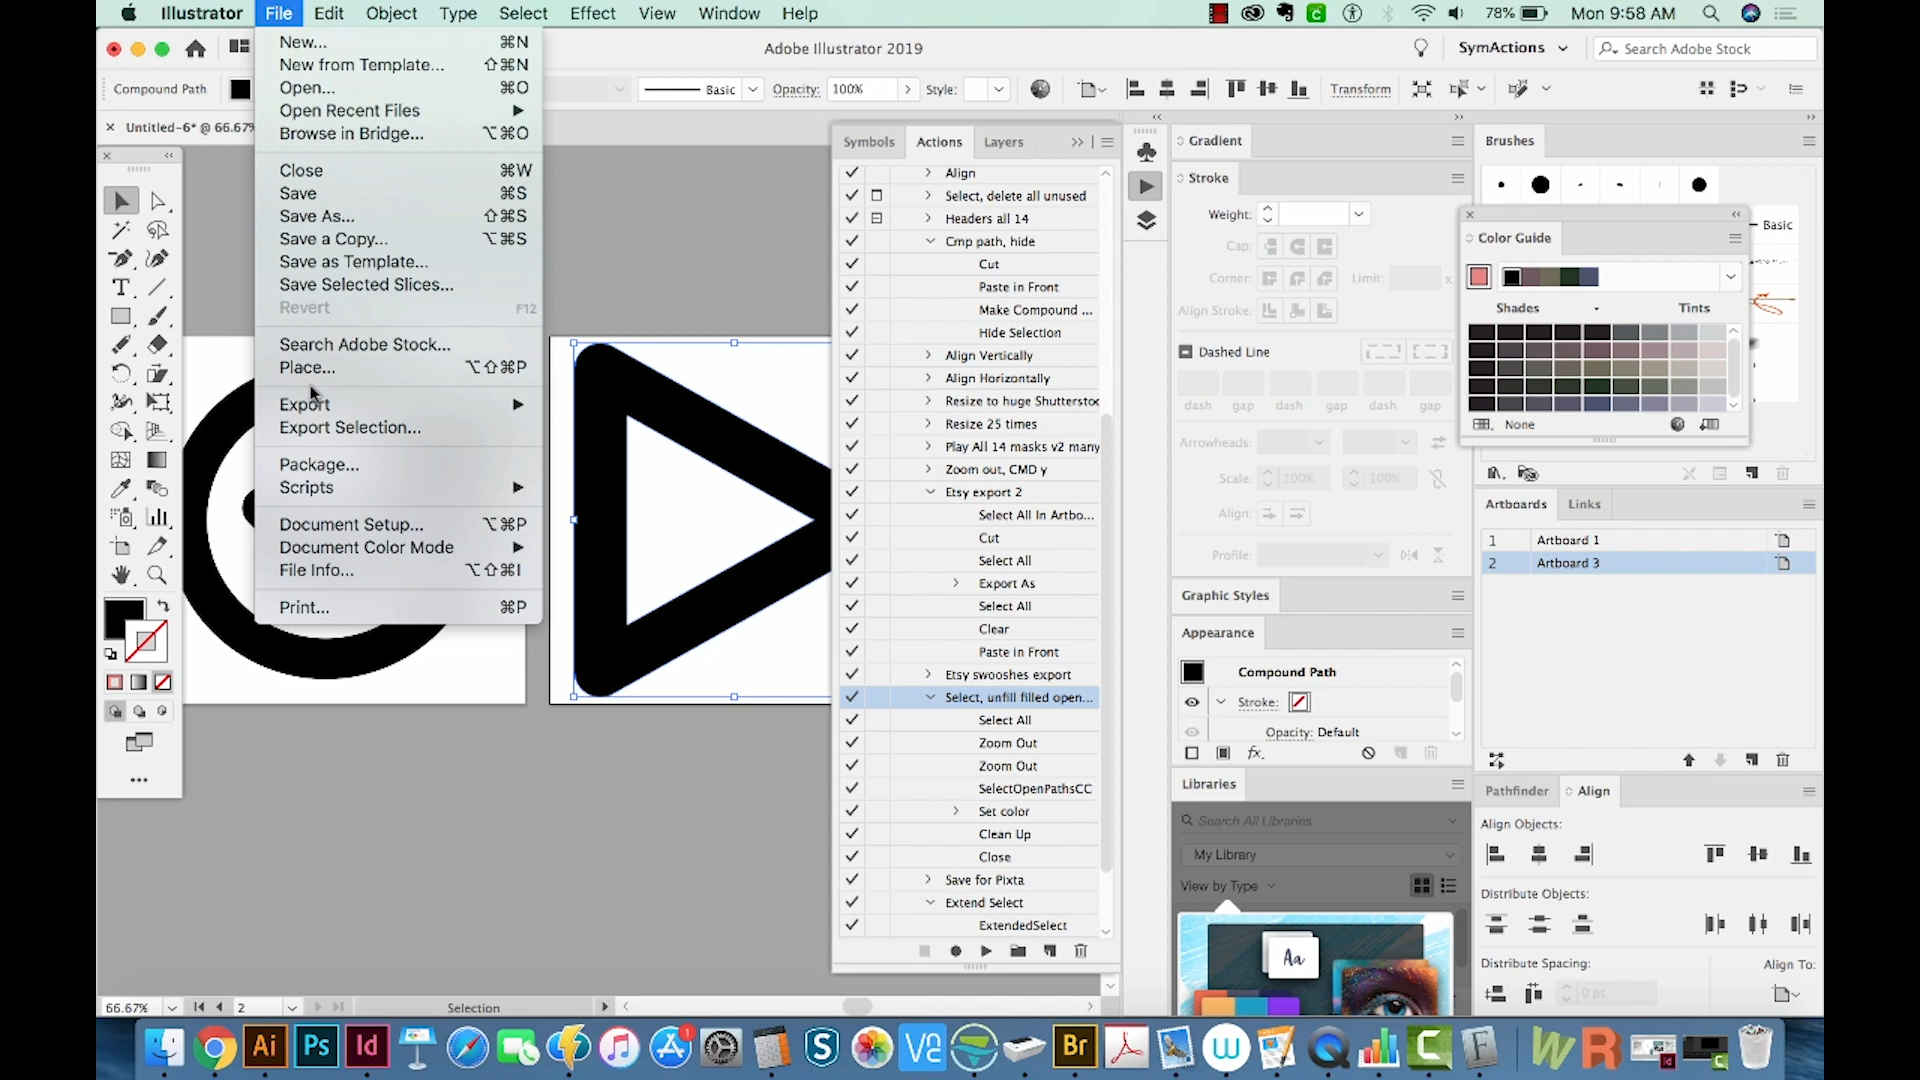 Illustrator File Edit Object Type Select Effect View Window Help 78% Mon 9:58 AM
Adobe Illustrator 2019 SymActions Search Adobe Stock
Compound Path Basic Opacity: 100% Style: Transform
Untitled-6* @ 66.67%
New... ⌘N
New from Template... ⇧⌘N
Open... ⌘O
Open Recent Files
Browse in Bridge... ⌥⌘O
Close ⌘W
Save ⌘S
Save As... ⇧⌘S
Save a Copy... ⌥⌘S
Save as Template...
Save Selected Slices...
Revert F12
Search Adobe Stock...
Place... ⌥⇧⌘P
Export
Export Selection...
Package...
Scripts
Document Setup... ⌥⌘P
Document Color Mode
File Info... ⌥⇧⌘I
Print... ⌘P
Symbols Actions Layers
Align
Select, delete all unused
Headers all 14
Cmp path, hide
Cut
Paste in Front
Make Compound ...
Hide Selection
Align Vertically
Align Horizontally
Resize to huge Shuttersto
Resize 25 times
Play All 14 masks v2 many
Zoom out, CMD y
Etsy export 2
Select All In Artbo...
Cut
Select All
Export As
Select All
Clear
Paste in Front
Etsy swooshes export
Select, unfill filled open...
Select All
Zoom Out
Zoom Out
SelectOpenPathsCC
Set color
Clean Up
Close
Save for Pixta
Extend Select
ExtendedSelect
Gradient
Stroke
Weight:
Cap:
Corner: Limit: x
Align Stroke:
Dashed Line
dash gap dash gap dash gap
Arrowheads:
Scale: 100% 100%
Align:
Profile:
Graphic Styles
Appearance
Compound Path
Stroke:
Opacity: Default
fx.
Libraries
Search All Libraries
My Library
View by Type
Aa
Brushes
Basic
Color Guide
Shades Tints
None
Artboards Links
1 Artboard 1
2 Artboard 3
Pathfinder Align
Align Objects:
Distribute Objects:
Distribute Spacing: Align To:
0 pt
66.67% 2 Selection
Ai Ps Id 1 S Br W C F W R